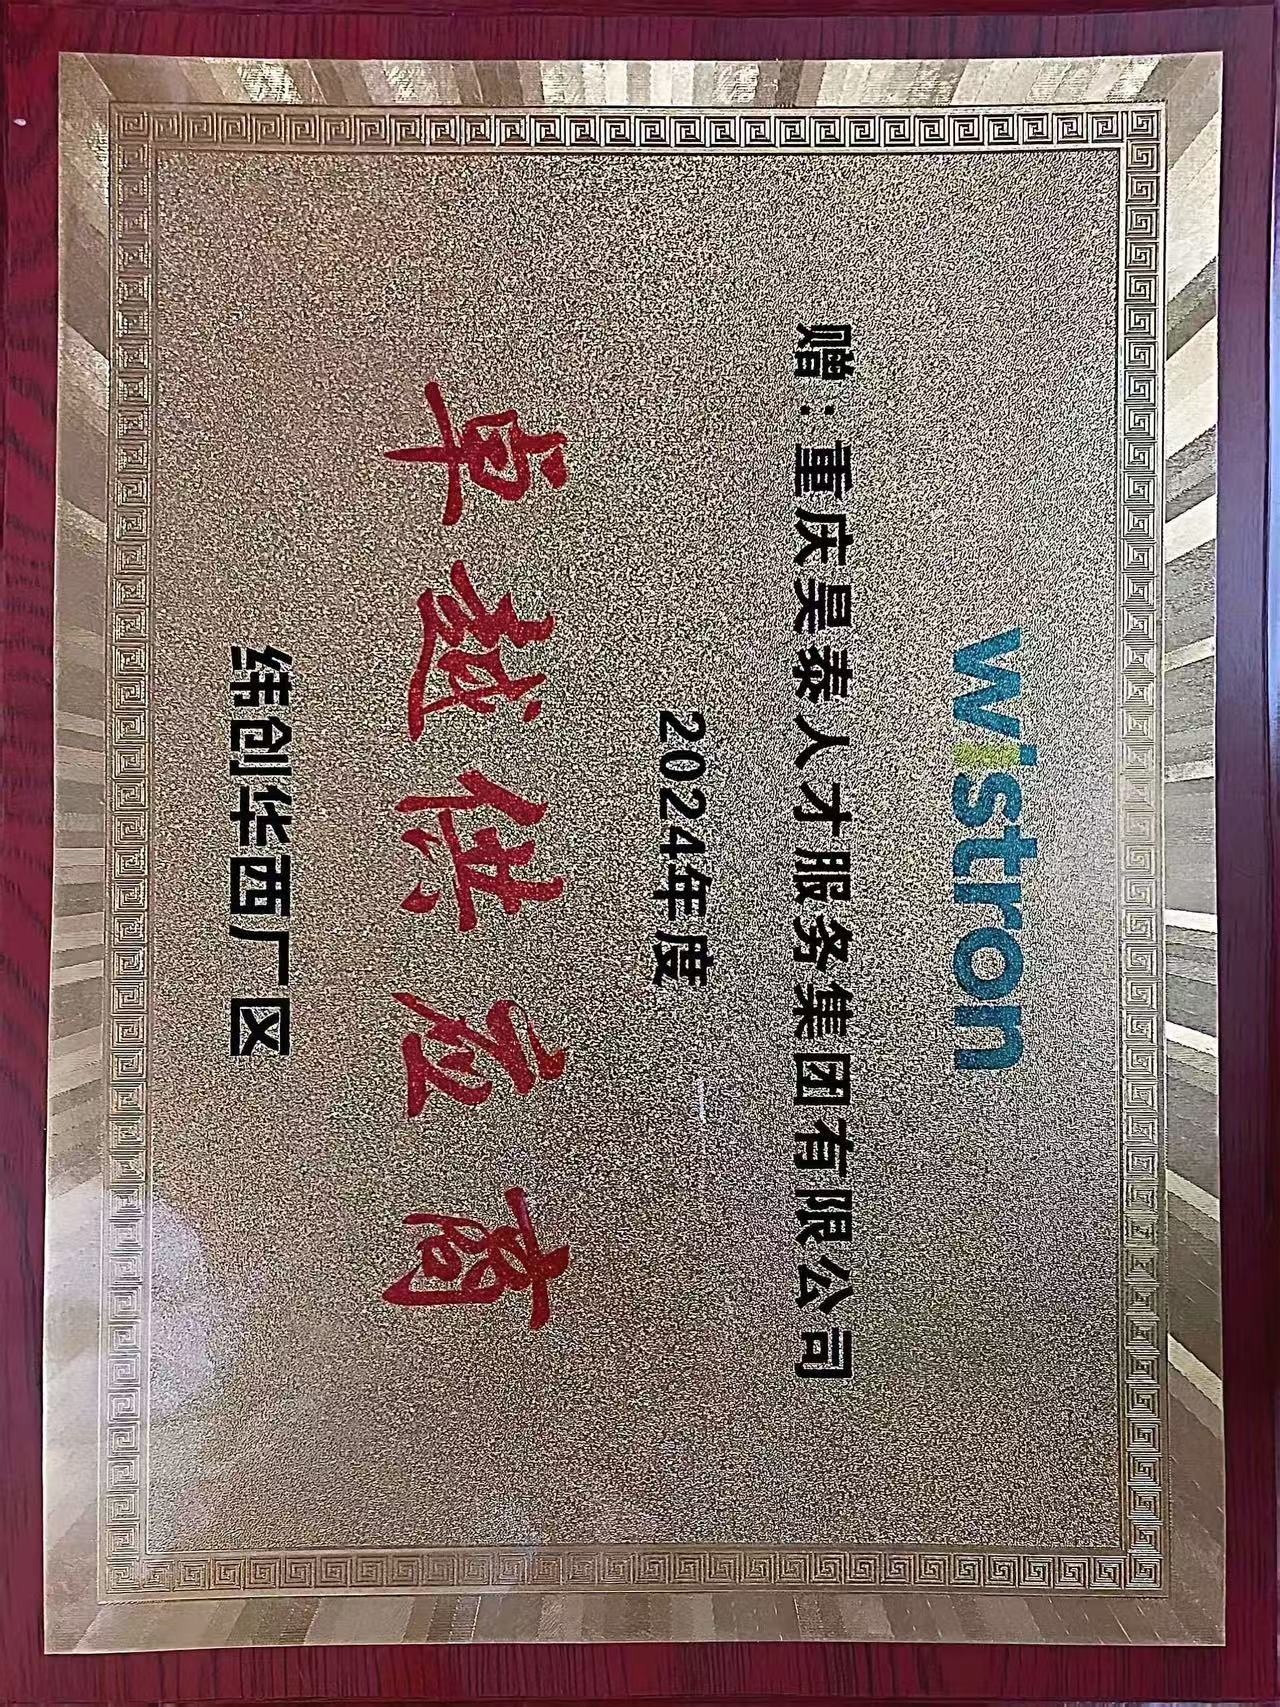 wistron
赠：重庆昊泰人才服务集团有限公司
2024年度
卓越供应商
纬创华西厂区